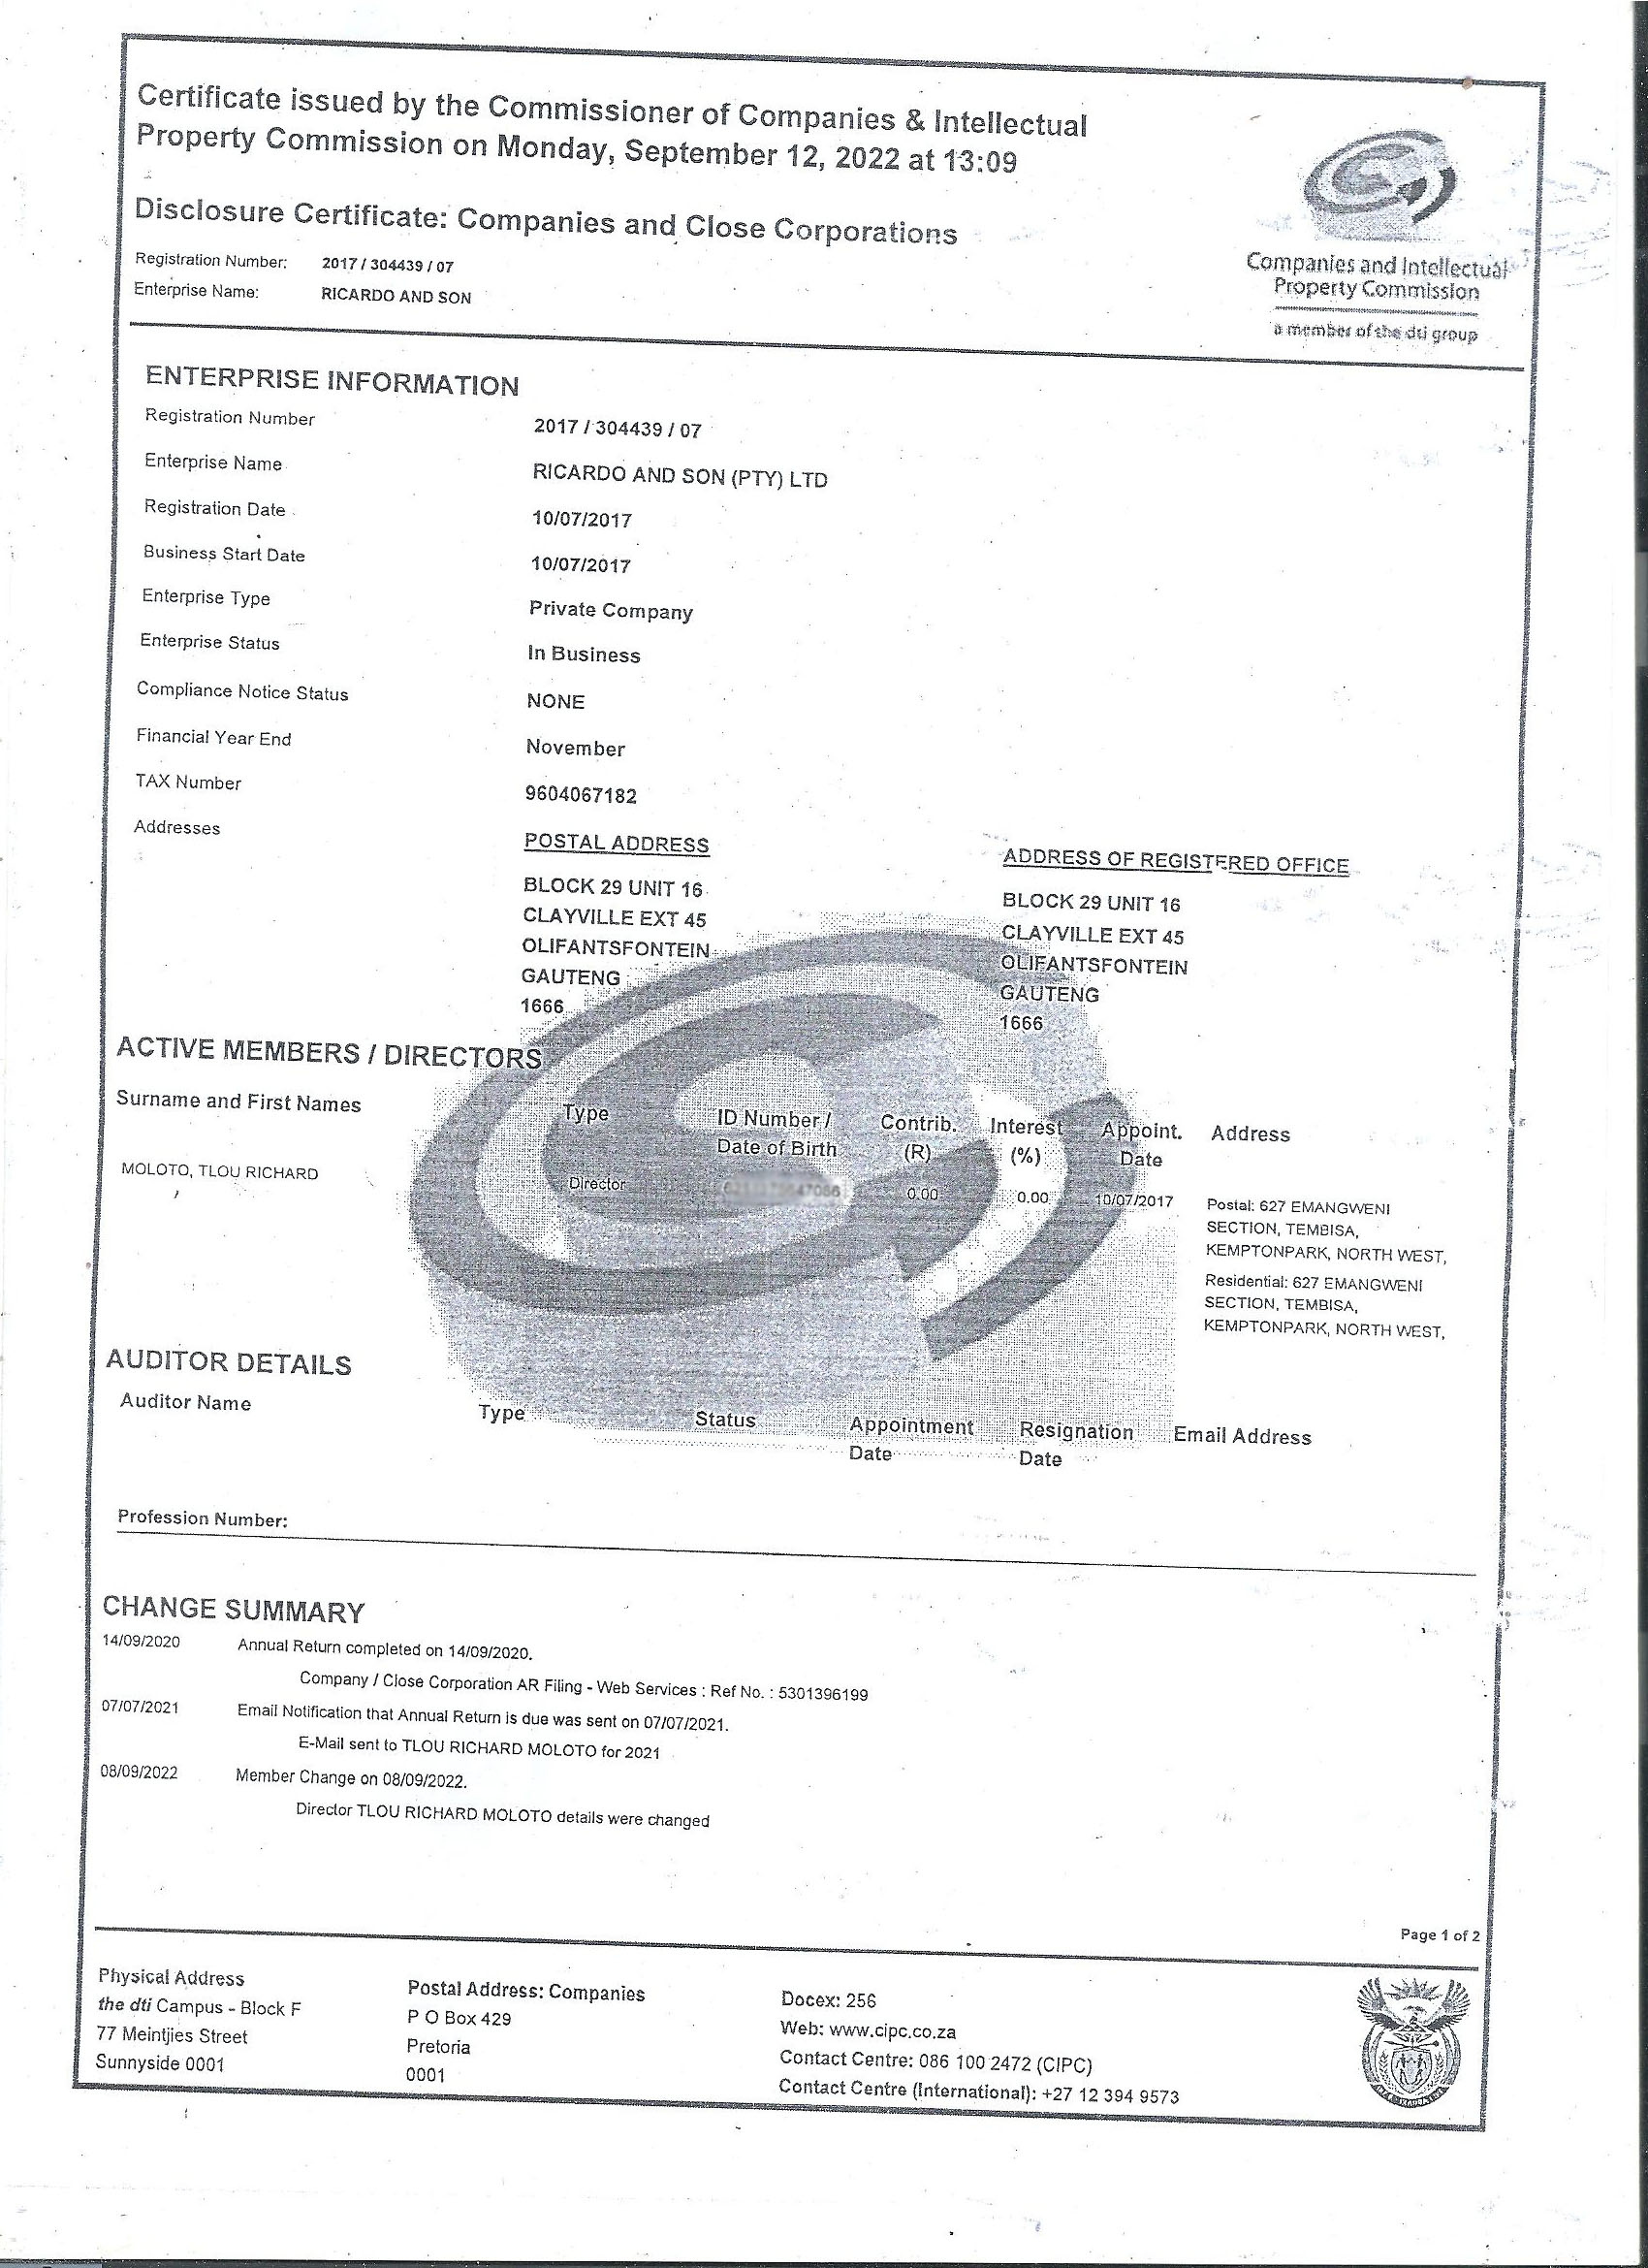 Certificate issued by the Commissioner of Companies & Intellectual
Property Commission on Monday, September 12, 2022 at 13:09
Disclosure Certificate: Companies and Close Corporations
Registration Number: 2017 / 304439 / 07
Enterprise Name: RICARDO AND SON
Companies and Intellectual
Property Commission
a member of the dti group
ENTERPRISE INFORMATION
Registration Number 2017 / 304439 / 07
Enterprise Name RICARDO AND SON (PTY) LTD
Registration Date 10/07/2017
Business Start Date 10/07/2017
Enterprise Type Private Company
Enterprise Status In Business
Compliance Notice Status NONE
Financial Year End November
TAX Number 9604067182
Addresses POSTAL ADDRESS ADDRESS OF REGISTERED OFFICE
BLOCK 29 UNIT 16 BLOCK 29 UNIT 16
CLAYVILLE EXT 45 CLAYVILLE EXT 45
OLIFANTSFONTEIN OLIFANTSFONTEIN
GAUTENG GAUTENG
1666 1666
ACTIVE MEMBERS / DIRECTORS
Surname and First Names Type ID Number / Contrib. Interest Appoint. Address
Date of Birth (R) (%) Date
MOLOTO, TLOU RICHARD Director 0.00 0.00 10/07/2017 Postal: 627 EMANGWENI
SECTION, TEMBISA,
KEMPTONPARK, NORTH WEST,
Residential: 627 EMANGWENI
SECTION, TEMBISA,
KEMPTONPARK, NORTH WEST,
AUDITOR DETAILS
Auditor Name Type Status Appointment Resignation Email Address
Date Date
Profession Number:
CHANGE SUMMARY
14/09/2020 Annual Return completed on 14/09/2020.
Company / Close Corporation AR Filing - Web Services : Ref No. : 5301396199
07/07/2021 Email Notification that Annual Return is due was sent on 07/07/2021.
E-Mail sent to TLOU RICHARD MOLOTO for 2021
08/09/2022 Member Change on 08/09/2022.
Director TLOU RICHARD MOLOTO details were changed
Page 1 of 2
Physical Address Postal Address: Companies Docex: 256
the dti Campus - Block F P O Box 429 Web: www.cipc.co.za
77 Meintjies Street Pretoria Contact Centre: 086 100 2472 (CIPC)
Sunnyside 0001 0001 Contact Centre (International): +27 12 394 9573